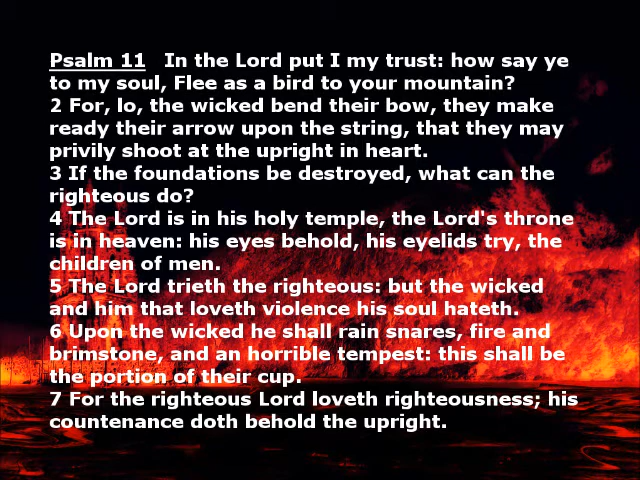 Psalm 11 In the Lord put I my trust: how say ye
to my soul, Flee as a bird to your mountain?
2 For, lo, the wicked bend their bow, they make
ready their arrow upon the string, that they may
privily shoot at the upright in heart.
3 If the foundations be destroyed, what can the
righteous do?
4 The Lord is in his holy temple, the Lord's throne
is in heaven: his eyes behold, his eyelids try, the
children of men.
5 The Lord trieth the righteous: but the wicked
and him that loveth violence his soul hateth.
6 Upon the wicked he shall rain snares, fire and
brimstone, and an horrible tempest: this shall be
the portion of their cup.
7 For the righteous Lord loveth righteousness; his
countenance doth behold the upright.